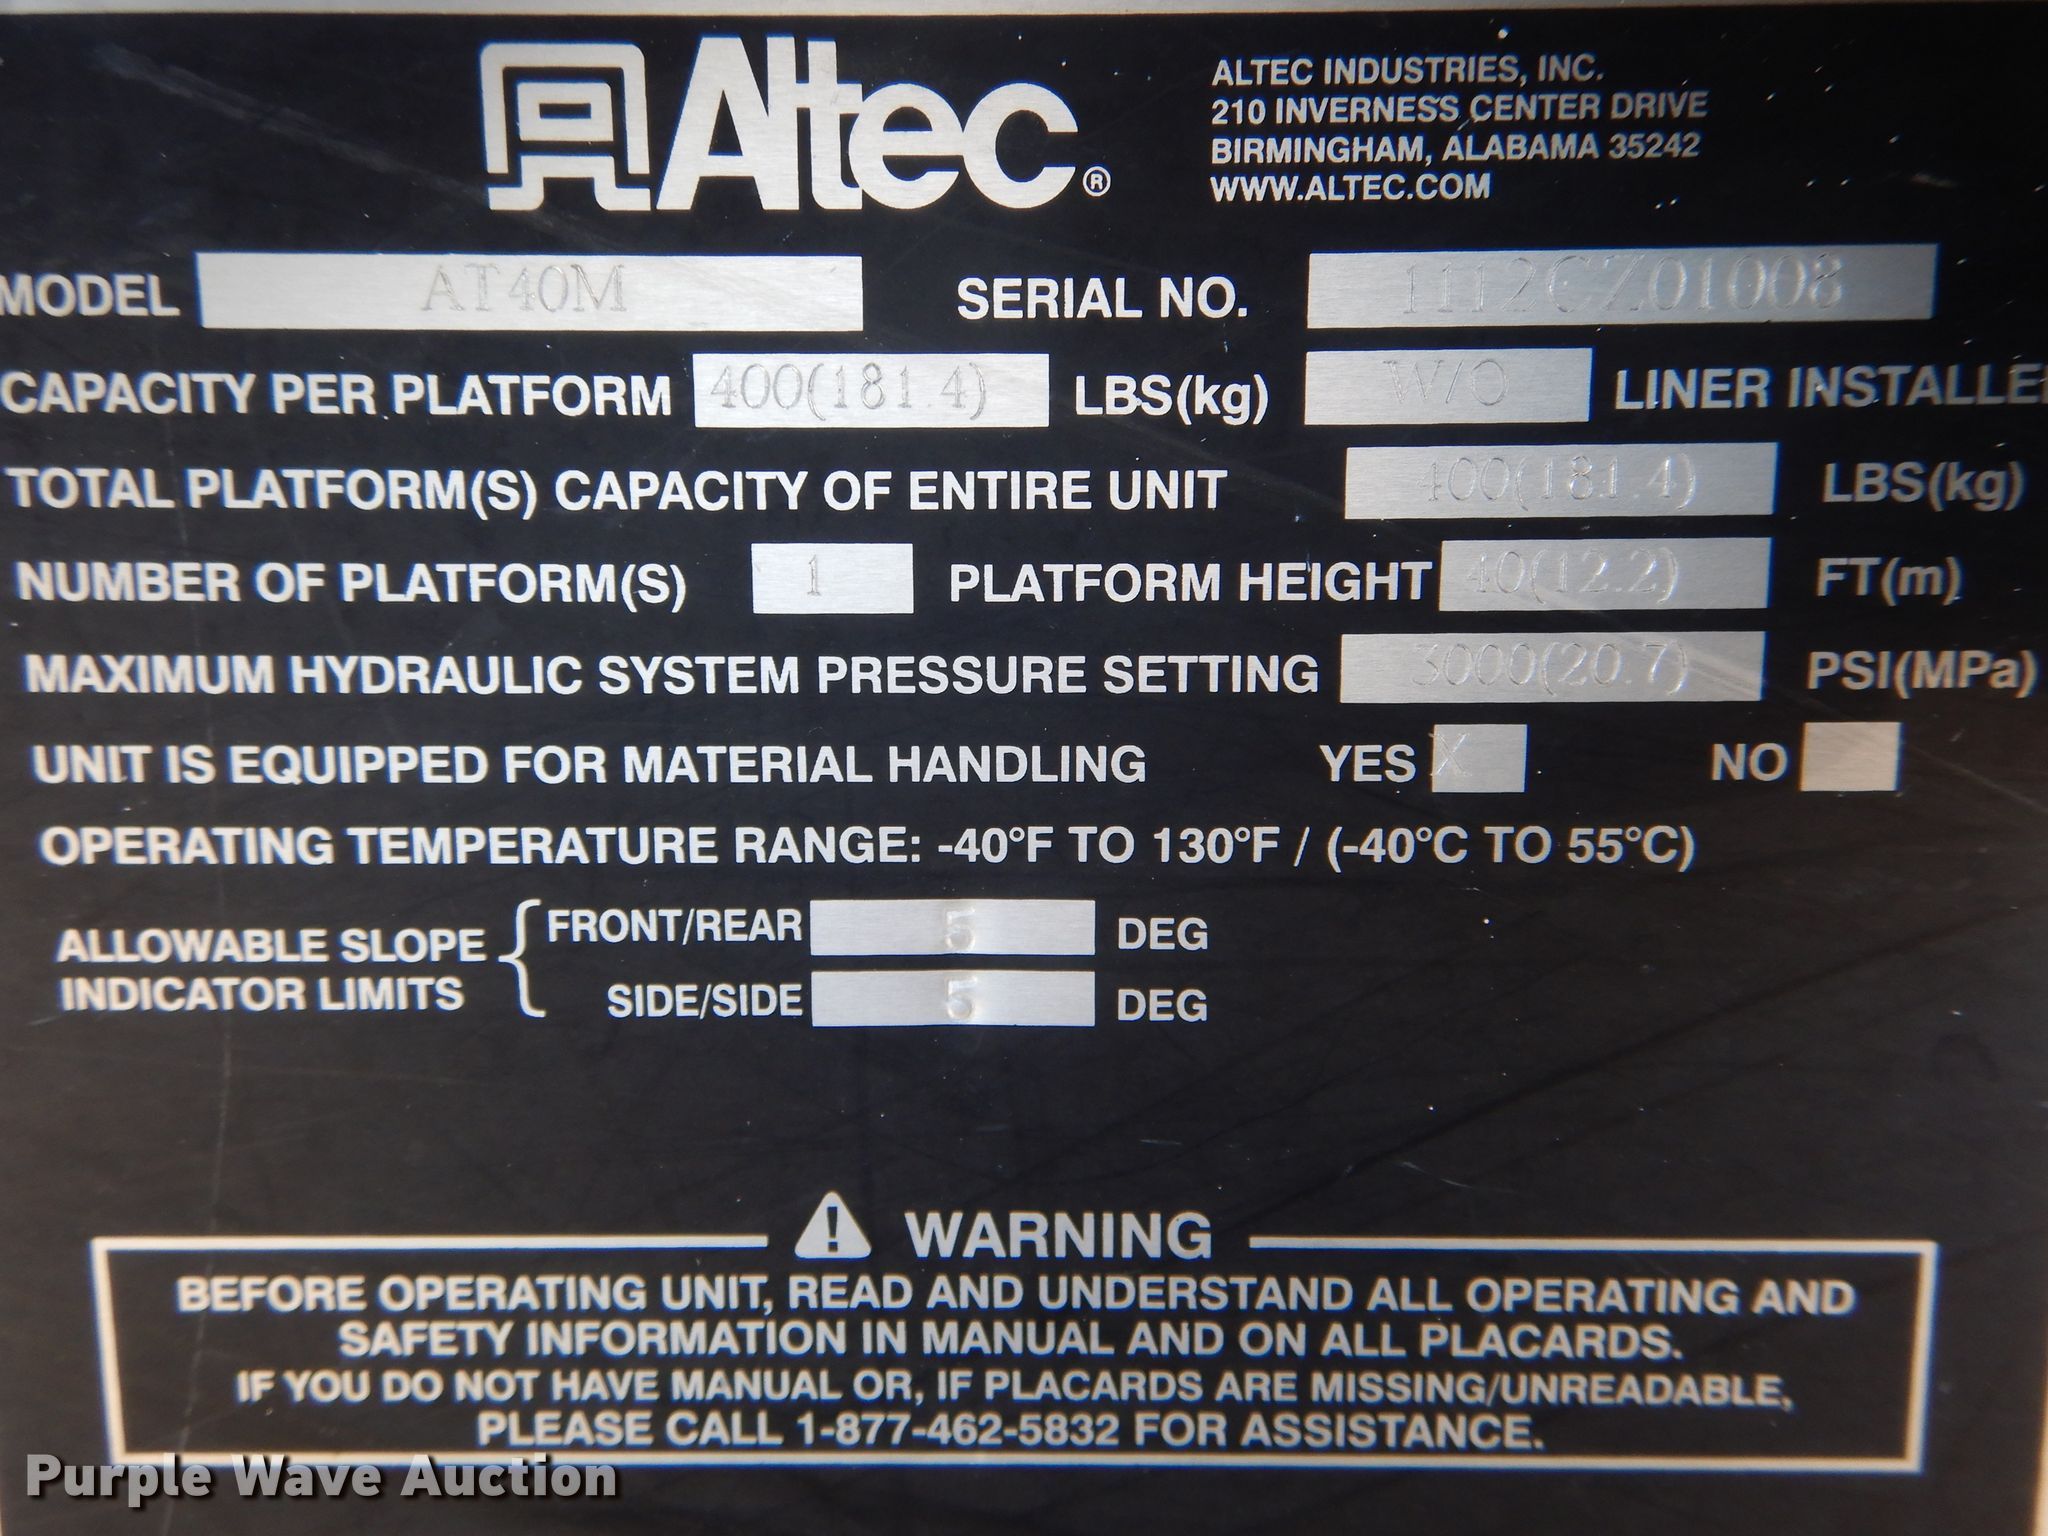 Altec®
ALTEC INDUSTRIES, INC.
210 INVERNESS CENTER DRIVE
BIRMINGHAM, ALABAMA 35242
WWW.ALTEC.COM
MODEL AT40M SERIAL NO. 1112CZ01008
CAPACITY PER PLATFORM 400(181.4) LBS(kg) W/O LINER INSTALLE
TOTAL PLATFORM(S) CAPACITY OF ENTIRE UNIT 400(181.4) LBS(kg)
NUMBER OF PLATFORM(S) 1 PLATFORM HEIGHT 40(12.2) FT(m)
MAXIMUM HYDRAULIC SYSTEM PRESSURE SETTING 3000(20.7) PSI(MPa)
UNIT IS EQUIPPED FOR MATERIAL HANDLING YES X NO
OPERATING TEMPERATURE RANGE: -40°F TO 130°F / (-40°C TO 55°C)
ALLOWABLE SLOPE INDICATOR LIMITS
FRONT/REAR 5 DEG
SIDE/SIDE 5 DEG
WARNING
BEFORE OPERATING UNIT, READ AND UNDERSTAND ALL OPERATING AND
SAFETY INFORMATION IN MANUAL AND ON ALL PLACARDS.
IF YOU DO NOT HAVE MANUAL OR, IF PLACARDS ARE MISSING/UNREADABLE,
PLEASE CALL 1-877-462-5832 FOR ASSISTANCE.
Purple Wave Auction